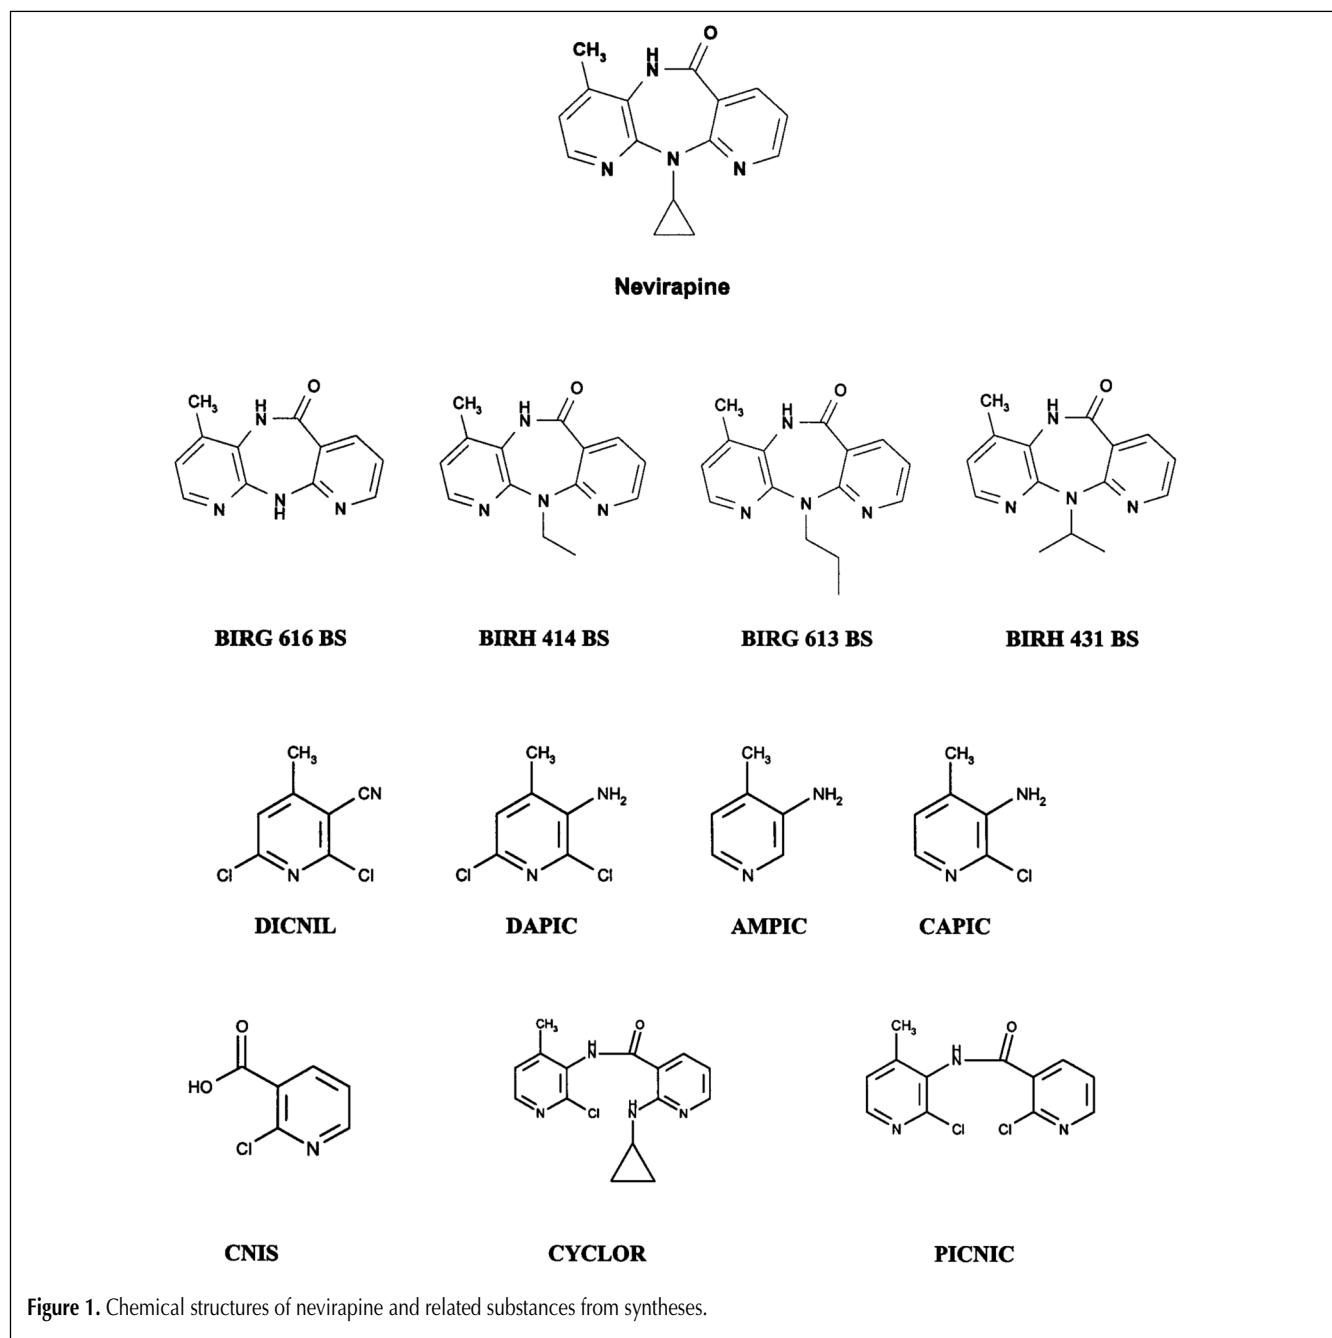 CH3 H N O
N N N
Nevirapine
CH3 H N O CH3 H N O CH3 H N O CH3 H N O
N N H N N N N N N N N N N
BIRG 616 BS BIRH 414 BS BIRG 613 BS BIRH 431 BS
CH3 CH3 CH3 CH3
CN NH2 NH2 NH2
Cl N Cl Cl N Cl N N Cl
DICNIL DAPIC AMPIC CAPIC
O CH3 H N O CH3 H N O
HO
Cl N N Cl H N N N Cl Cl N
CNIS CYCLOR PICNIC
Figure 1. Chemical structures of nevirapine and related substances from syntheses.